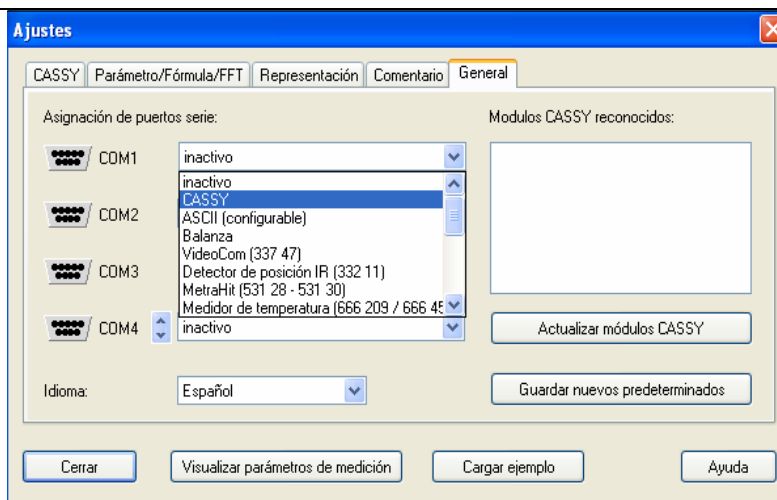 Ajustes
CASSY Parámetro/Fórmula/FFT Representación Comentario General
Asignación de puertos serie: Modulos CASSY reconocidos:
COM1 inactivo
inactivo
CASSY
COM2 ASCII (configurable)
Balanza
VideoCom (337 47)
COM3 Detector de posición IR (332 11)
MetraHit (531 28 - 531 30)
Medidor de temperatura (666 209 / 666 45
COM4 inactivo Actualizar módulos CASSY
Idioma: Español Guardar nuevos predeterminados
Cerrar Visualizar parámetros de medición Cargar ejemplo Ayuda